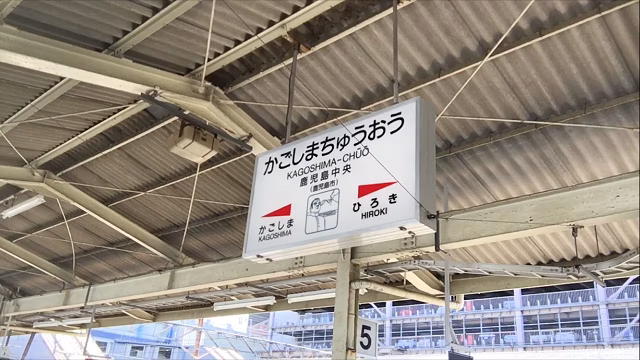 かごしまちゅうおう
KAGOSHIMA-CHŪŌ
鹿児島中央
(鹿児島市)
かごしま
KAGOSHIMA
ひろき
HIROKI
5